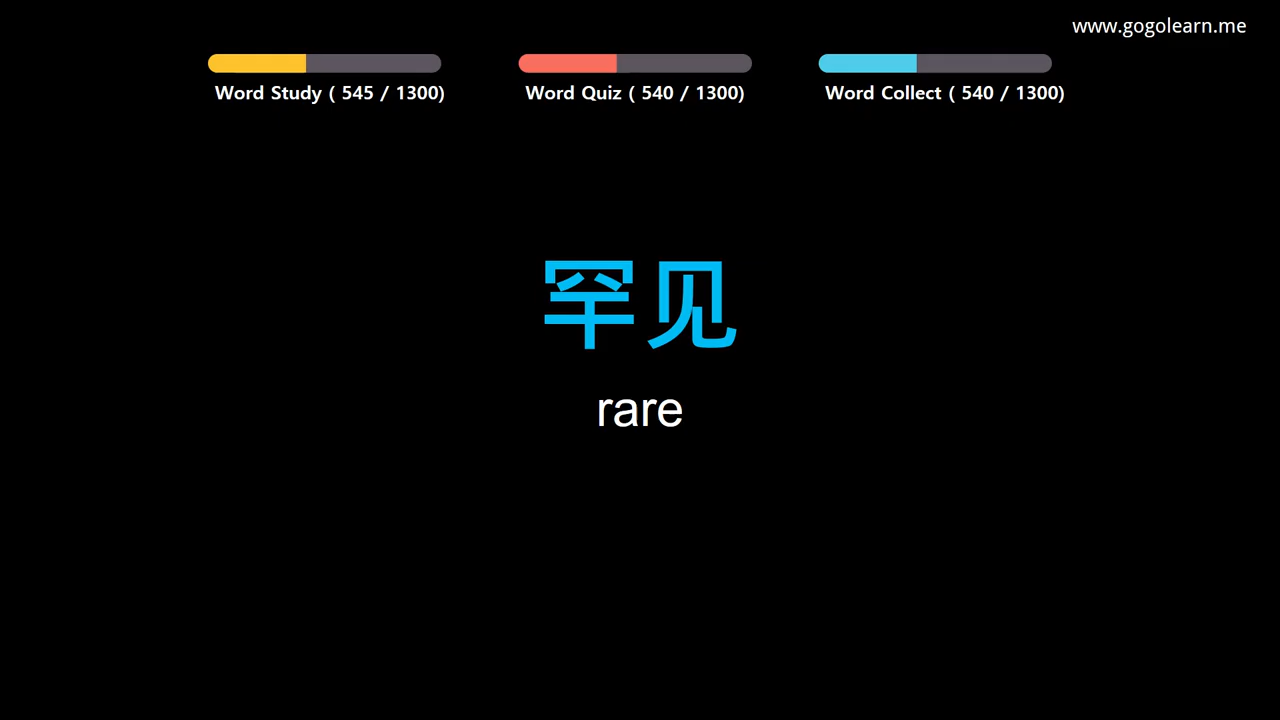 www.gogolearn.me
Word Study ( 545 / 1300)
Word Quiz ( 540 / 1300)
Word Collect ( 540 / 1300)
罕见
rare